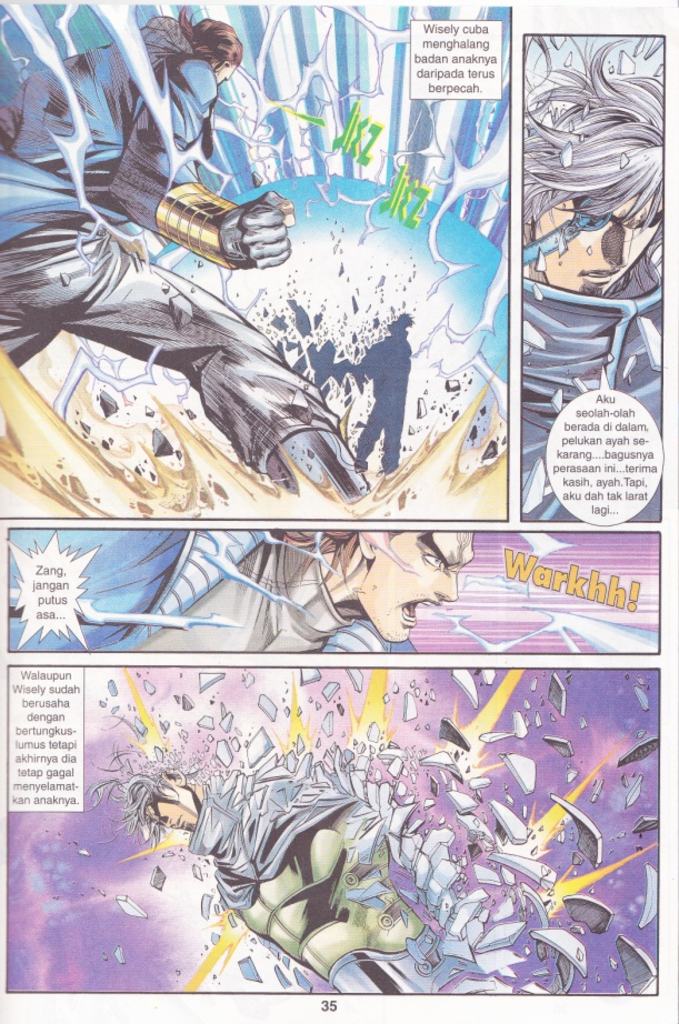 Wisely cuba
menghalang
badan anaknya
daripada terus
berpecah.
JIEZ
JIEZ
Aku
seolah-olah
berada di dalam,
pelukan ayah se-
karang....bagusnya
perasaan ini...terima
kasih, ayah.Tapi,
aku dah tak larat
lagi...
Zang,
jangan
putus
asa...
Warkhh!
Walaupun
Wisely sudah
berusaha
dengan
bertungkus-
lumus tetapi
akhirnya dia
tetap gagal
menyelamat-
kan anaknya.
35